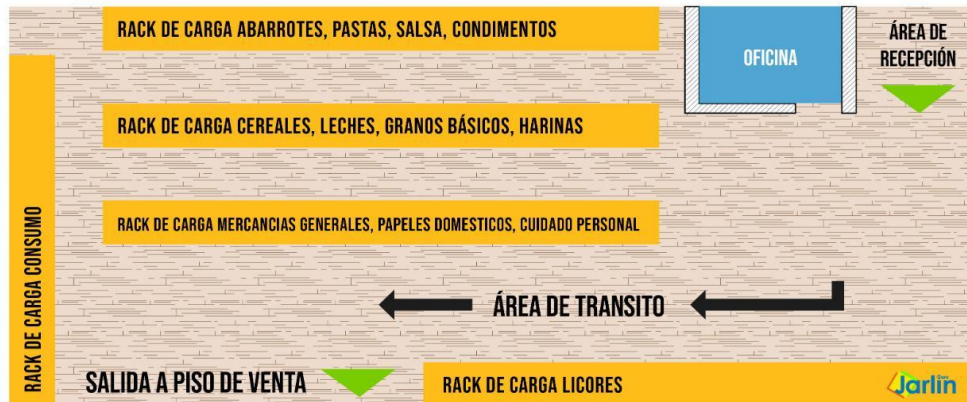 RACK DE CARGA ABARROTES, PASTAS, SALSA, CONDIMENTOS
OFICINA
ÁREA DE
RECEPCIÓN
RACK DE CARGA CEREALES, LECHES, GRANOS BÁSICOS, HARINAS
RACK DE CARGA MERCANCIAS GENERALES, PAPELES DOMESTICOS, CUIDADO PERSONAL
RACK DE CARGA CONSUMO
ÁREA DE TRANSITO
SALIDA A PISO DE VENTA
RACK DE CARGA LICORES
Jarlin